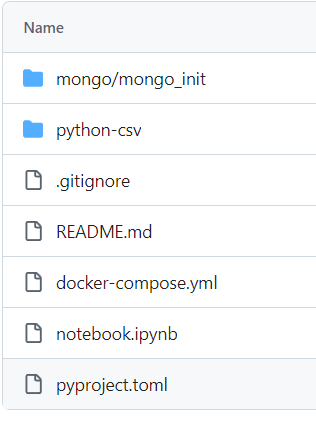 Name
mongo/mongo_init
python-csv
.gitignore
README.md
docker-compose.yml
notebook.ipynb
pyproject.toml